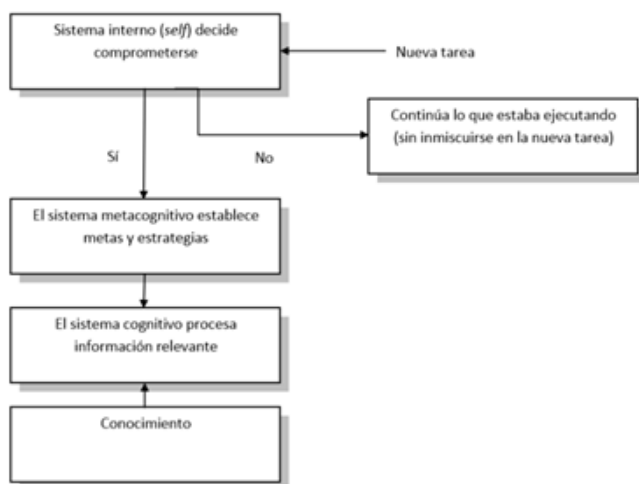 Sistema interno (self) decide
comprometerse
Nueva tarea
Continúa lo que estaba ejecutando
(sin inmiscuirse en la nueva tarea)
Sí
No
El sistema metacognitivo establece
metas y estrategias
El sistema cognitivo procesa
información relevante
Conocimiento